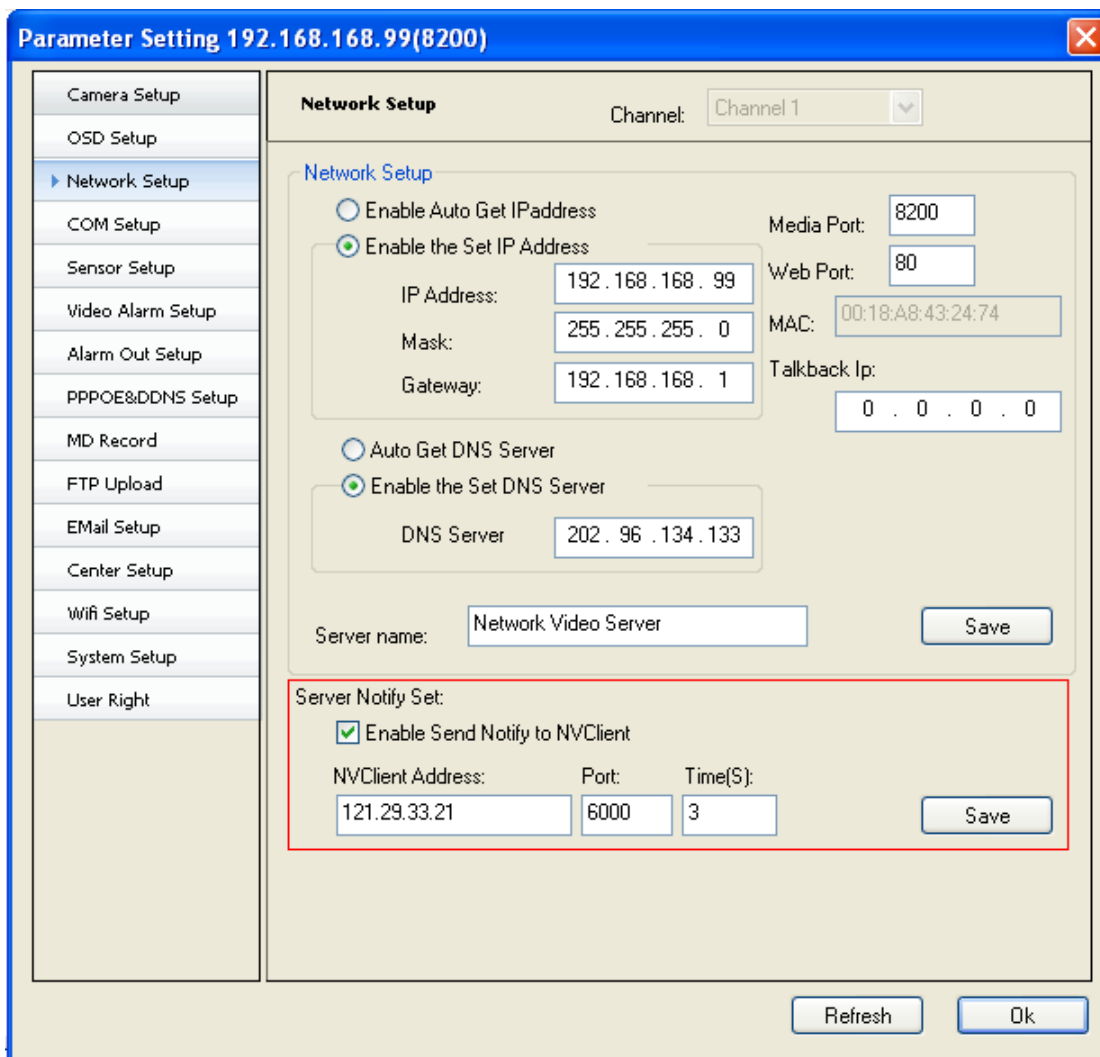 Parameter Setting 192.168.168.99(8200)
Camera Setup
OSD Setup
Network Setup
COM Setup
Sensor Setup
Video Alarm Setup
Alarm Out Setup
PPPOE&DDNS Setup
MD Record
FTP Upload
EMail Setup
Center Setup
Wifi Setup
System Setup
User Right
Network Setup
Channel: Channel 1
Network Setup
Enable Auto Get IPaddress
Enable the Set IP Address
IP Address: 192.168.168. 99
Mask: 255.255.255. 0
Gateway: 192.168.168. 1
Media Port: 8200
Web Port: 80
MAC: 00:18:A8:43:24:74
Talkback Ip:
0 . 0 . 0 . 0
Auto Get DNS Server
Enable the Set DNS Server
DNS Server 202. 96 .134.133
Server name: Network Video Server
Save
Server Notify Set:
Enable Send Notify to NVClient
NVClient Address: Port: Time(S):
121.29.33.21 6000 3
Save
Refresh Ok